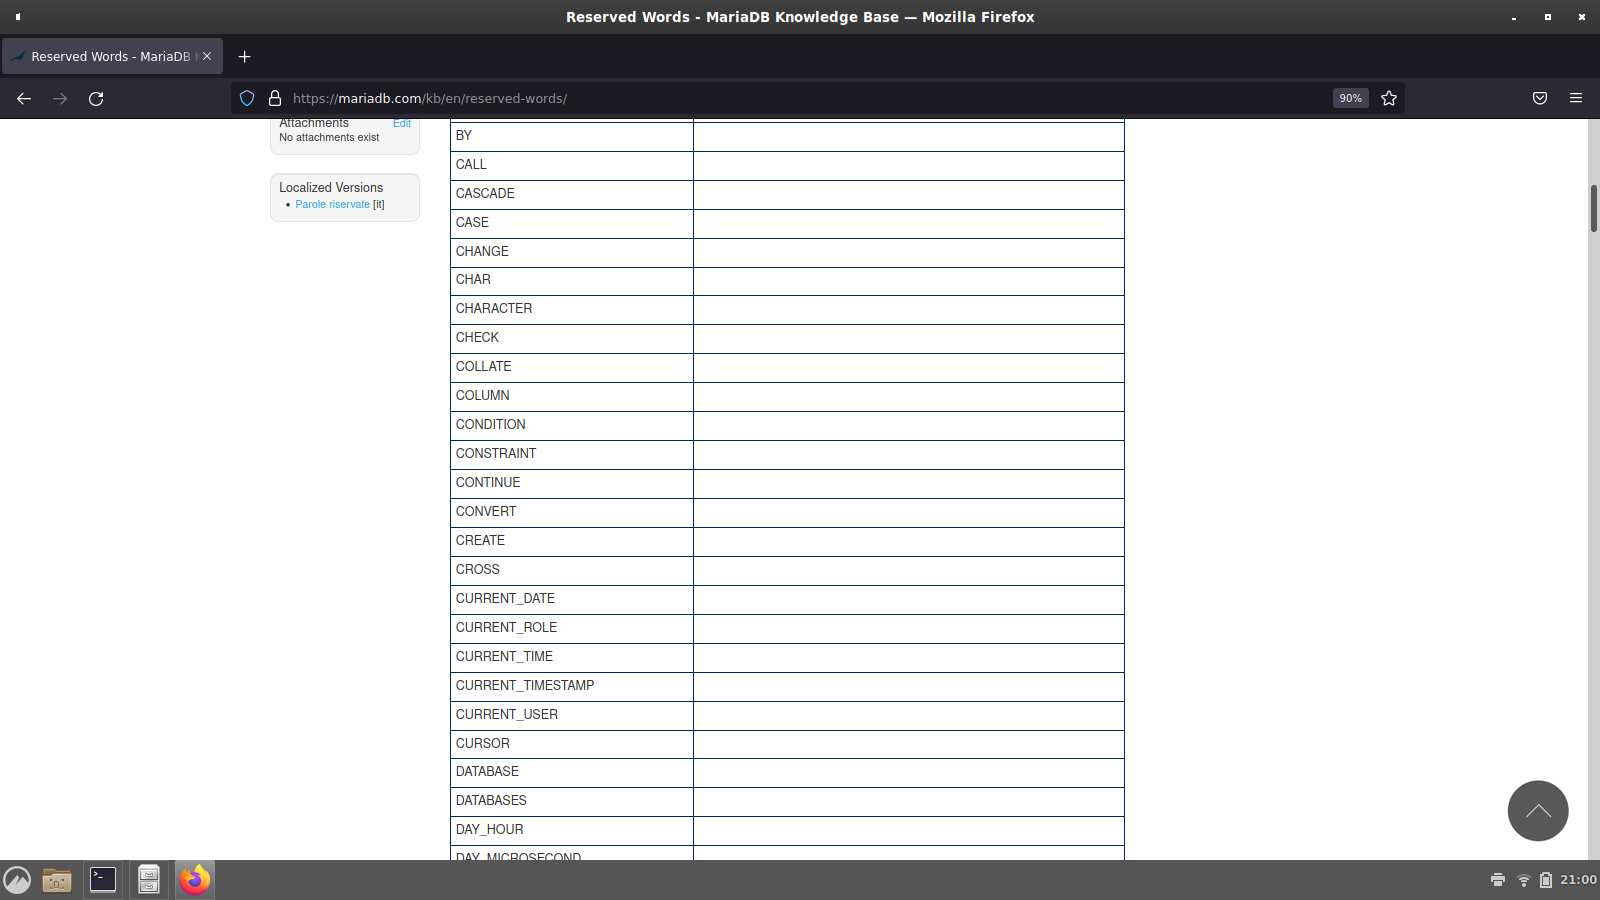 Reserved Words - MariaDB Knowledge Base — Mozilla Firefox
Reserved Words - MariaDB
https://mariadb.com/kb/en/reserved-words/
90%
Attachments
Edit
No attachments exist
Localized Versions
• Parole riservate [it]
BY
CALL
CASCADE
CASE
CHANGE
CHAR
CHARACTER
CHECK
COLLATE
COLUMN
CONDITION
CONSTRAINT
CONTINUE
CONVERT
CREATE
CROSS
CURRENT_DATE
CURRENT_ROLE
CURRENT_TIME
CURRENT_TIMESTAMP
CURRENT_USER
CURSOR
DATABASE
DATABASES
DAY_HOUR
DAY_MICROSECOND
21:00